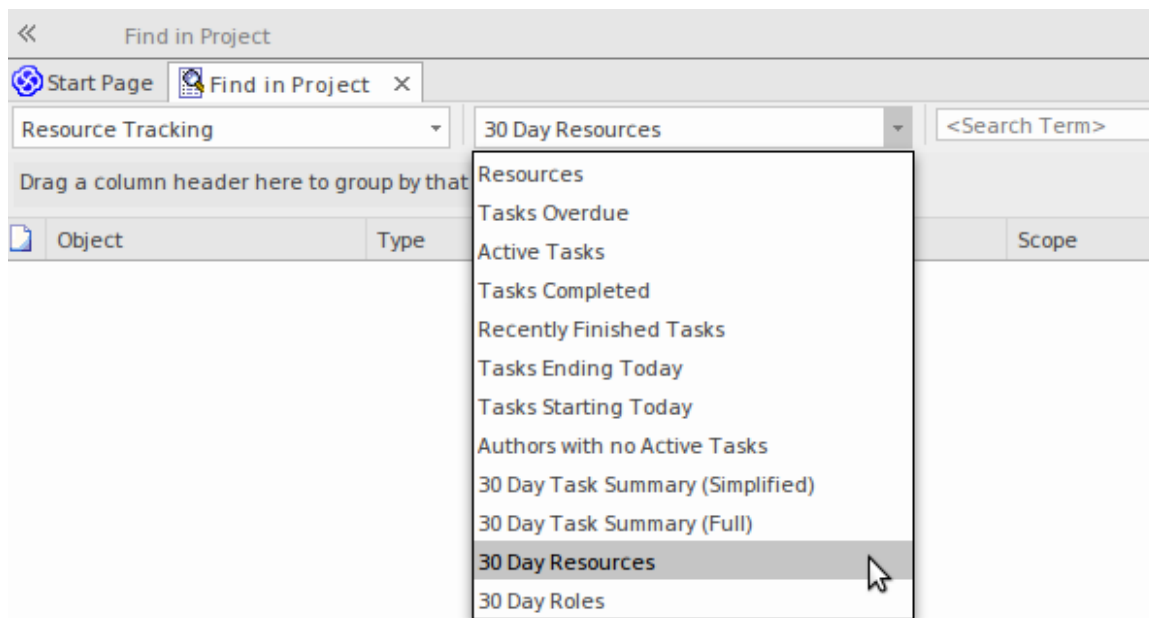 Find in Project
Start Page Find in Project
Resource Tracking 30 Day Resources <Search Term>
Drag a column header here to group by that
Object Type Scope
Resources
Tasks Overdue
Active Tasks
Tasks Completed
Recently Finished Tasks
Tasks Ending Today
Tasks Starting Today
Authors with no Active Tasks
30 Day Task Summary (Simplified)
30 Day Task Summary (Full)
30 Day Resources
30 Day Roles